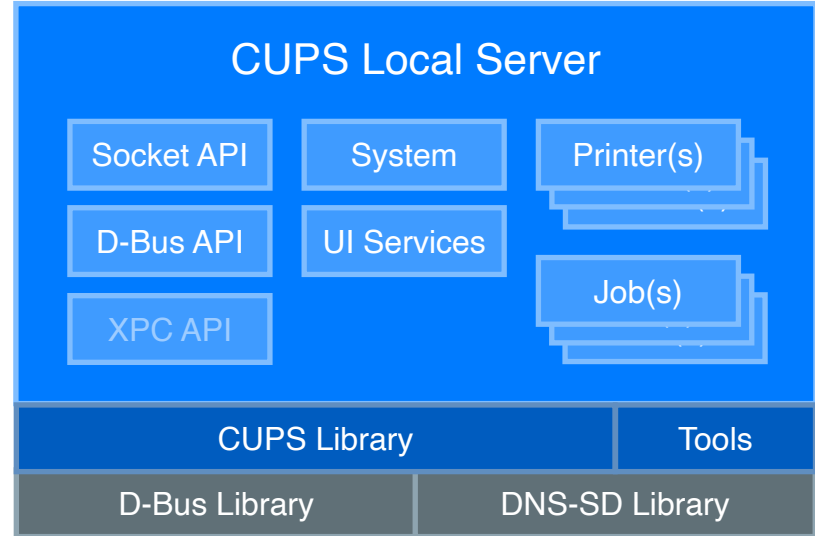 CUPS Local Server
Socket API
System
Printer(s)
D-Bus API
UI Services
Job(s)
XPC API
CUPS Library
Tools
D-Bus Library
DNS-SD Library